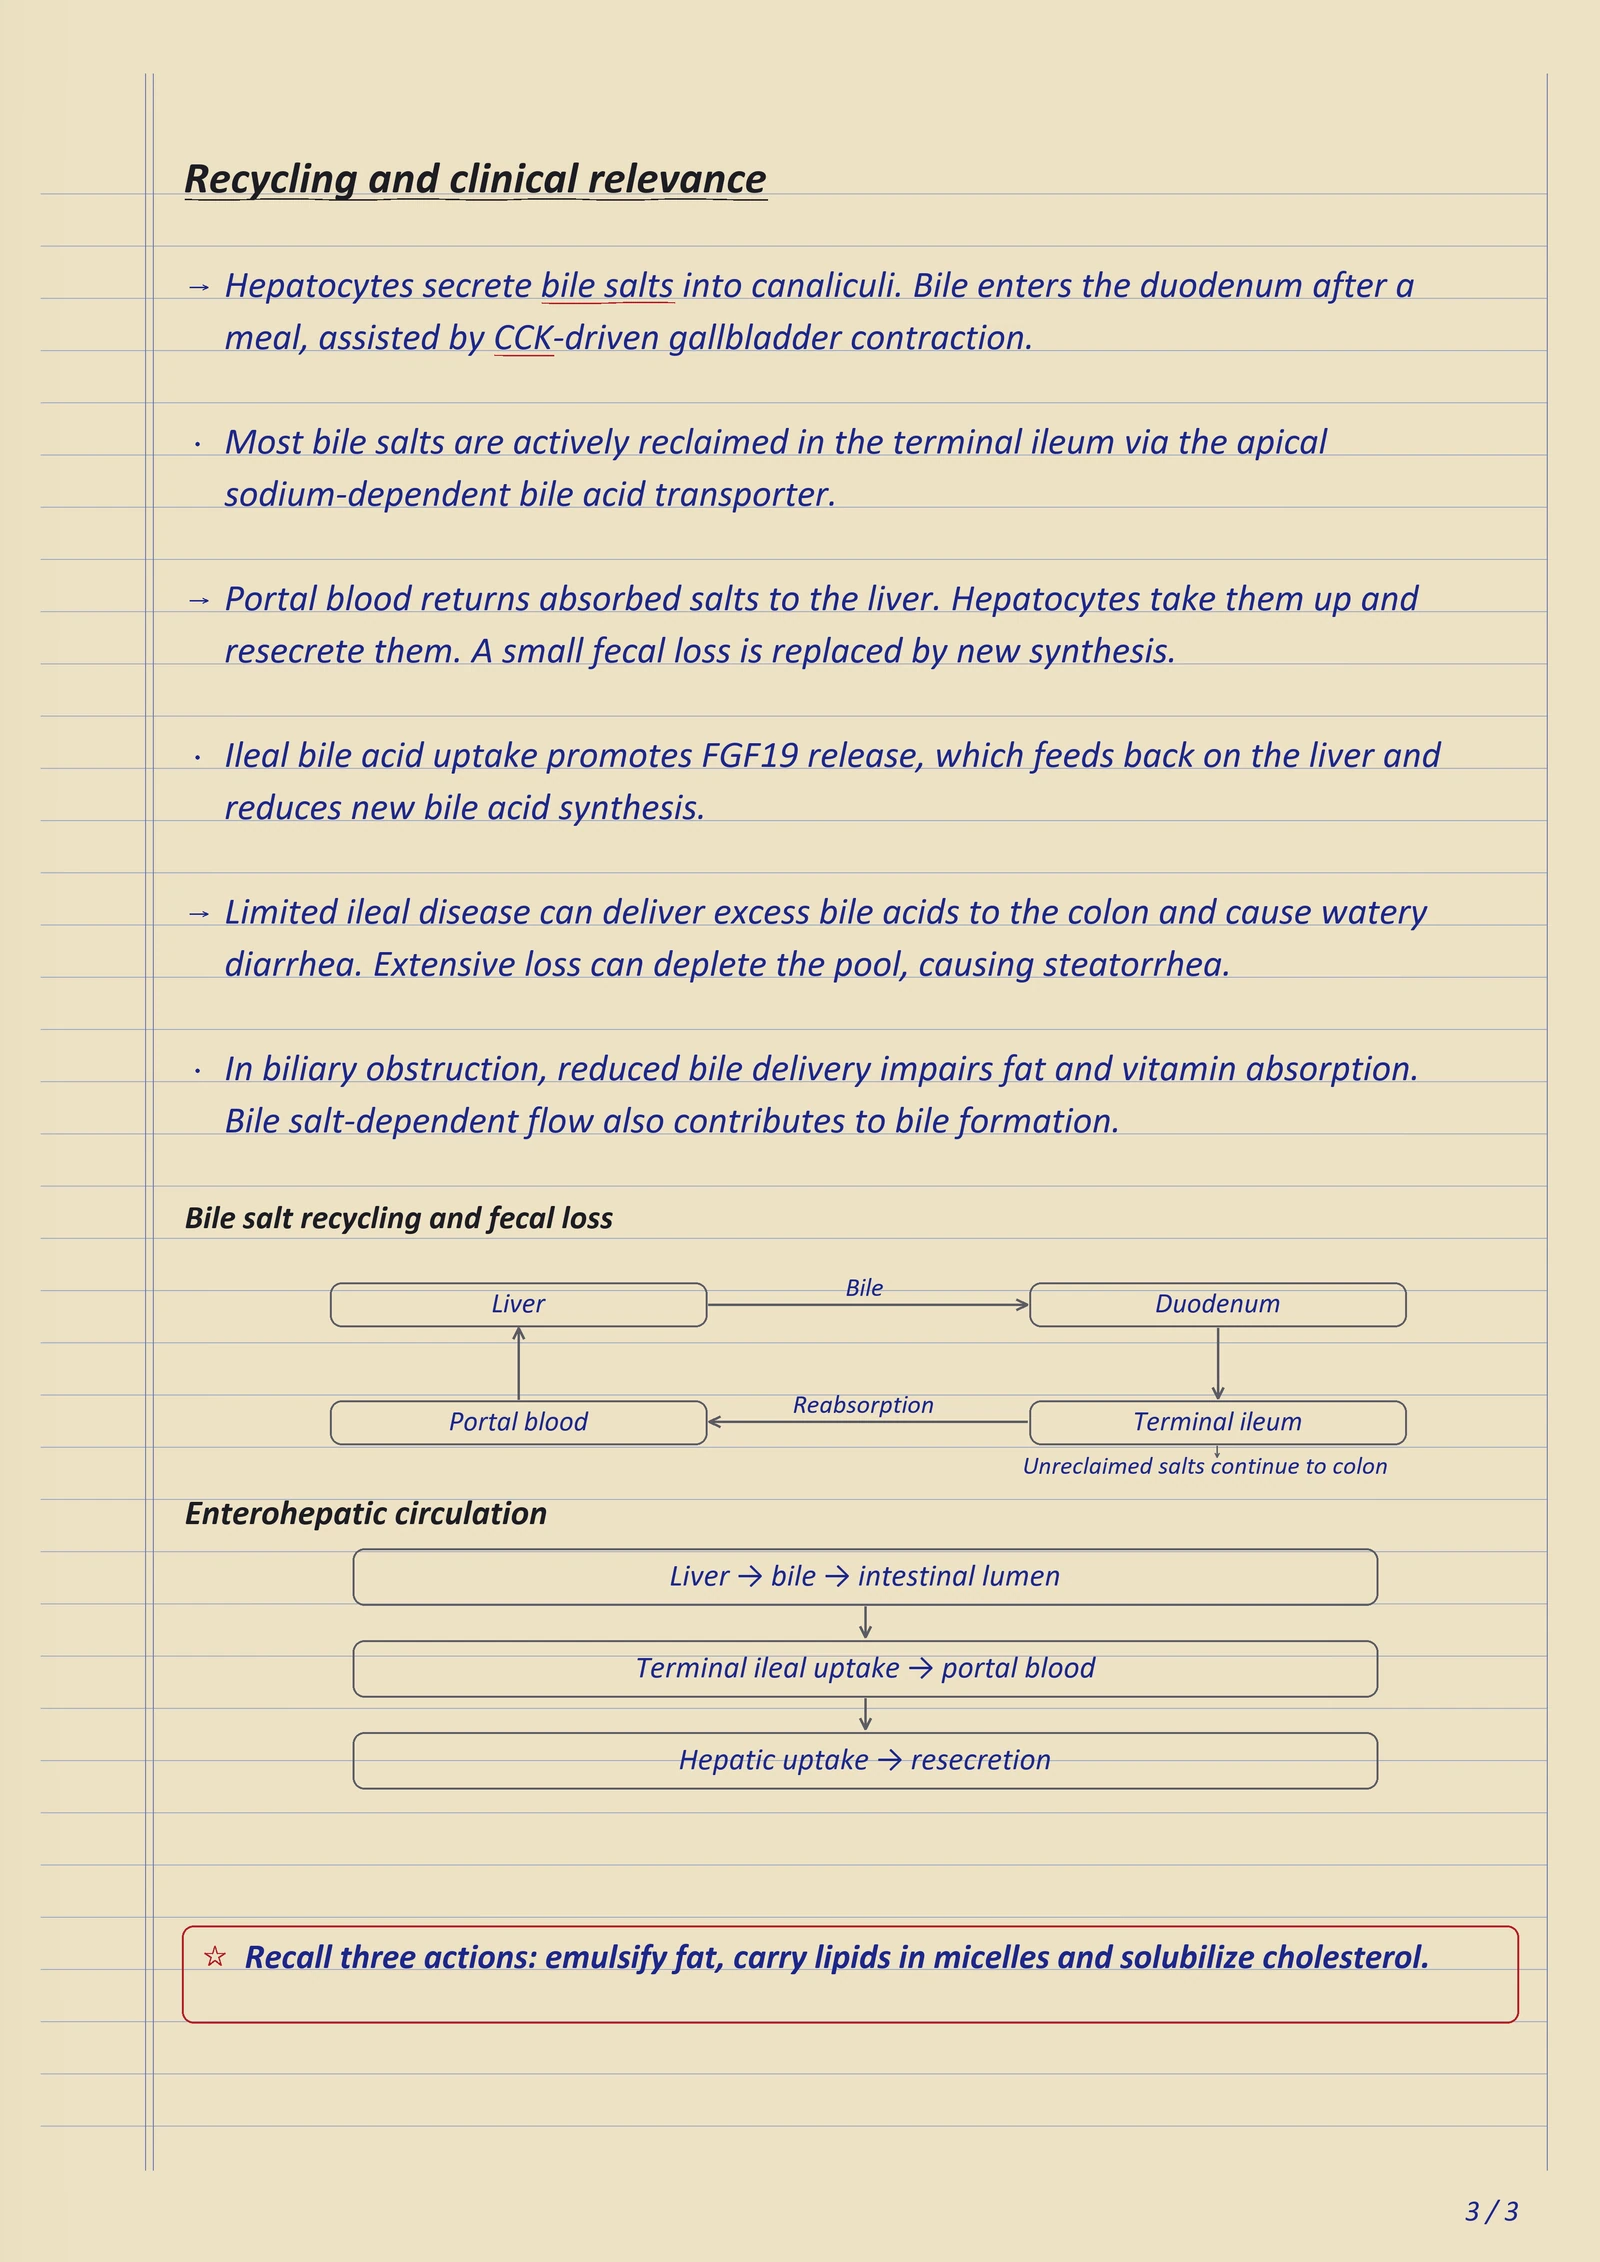 Recycling and clinical relevance
→ Hepatocytes secrete bile salts into canaliculi. Bile enters the duodenum after a
meal, assisted by CCK-driven gallbladder contraction.
· Most bile salts are actively reclaimed in the terminal ileum via the apical
sodium-dependent bile acid transporter.
→ Portal blood returns absorbed salts to the liver. Hepatocytes take them up and
resecrete them. A small fecal loss is replaced by new synthesis.
· Ileal bile acid uptake promotes FGF19 release, which feeds back on the liver and
reduces new bile acid synthesis.
→ Limited ileal disease can deliver excess bile acids to the colon and cause watery
diarrhea. Extensive loss can deplete the pool, causing steatorrhea.
· In biliary obstruction, reduced bile delivery impairs fat and vitamin absorption.
Bile salt-dependent flow also contributes to bile formation.
Bile salt recycling and fecal loss
Liver
Bile
Duodenum
Portal blood
Reabsorption
Terminal ileum
Unreclaimed salts continue to colon
Enterohepatic circulation
Liver → bile → intestinal lumen
Terminal ileal uptake → portal blood
Hepatic uptake → resecretion
☆ Recall three actions: emulsify fat, carry lipids in micelles and solubilize cholesterol.
3 / 3